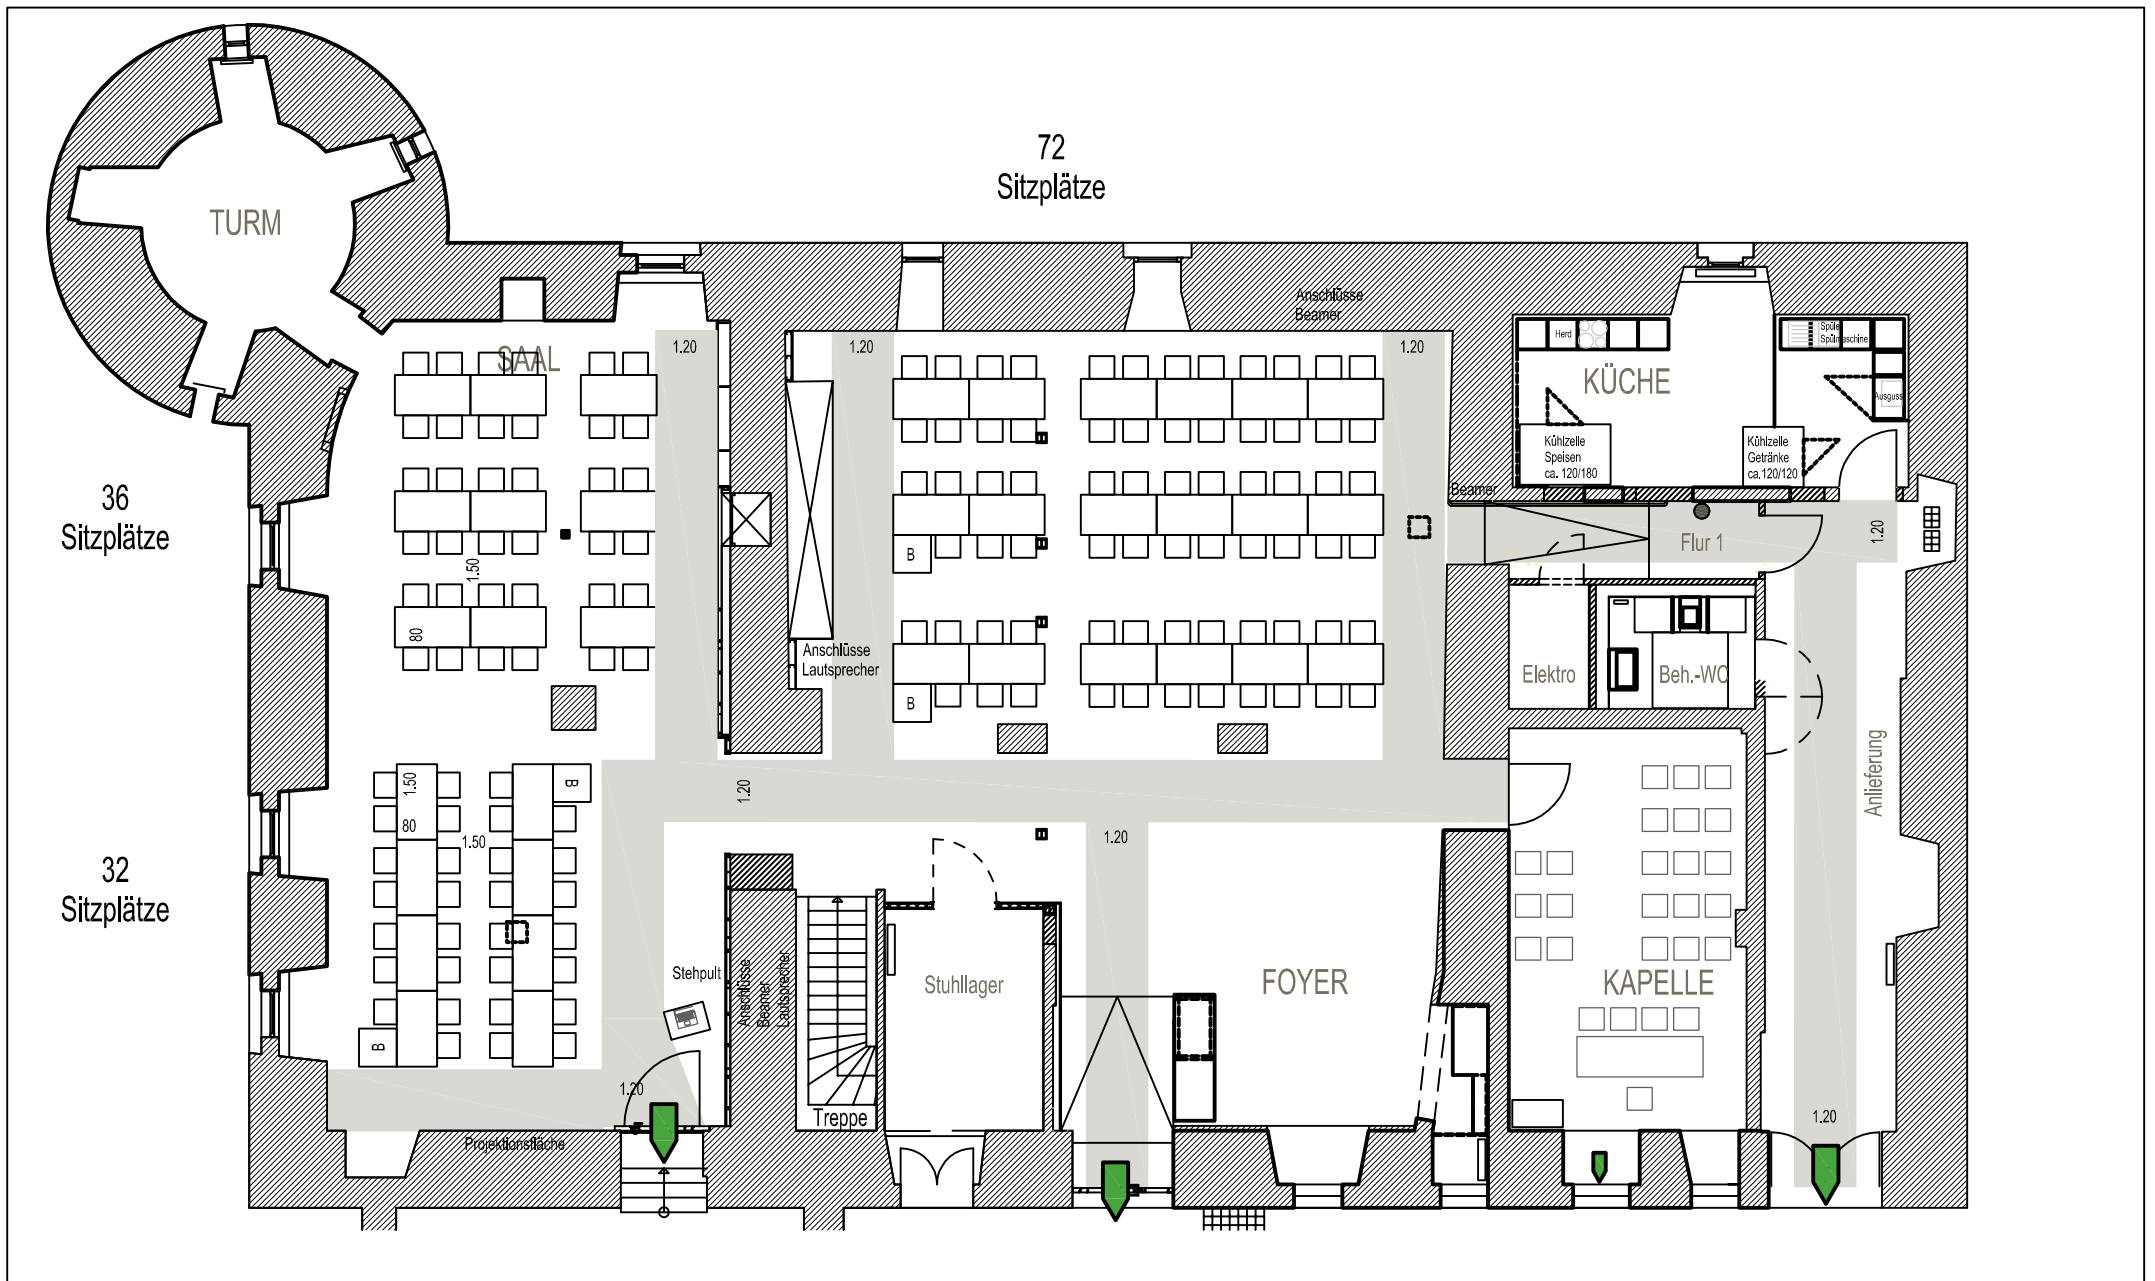 72
Sitzplätze
TURM
Anschlüsse
Beamer
SAAL
1.20
1.20
1.20
Herd
Spüle
Spülmaschine
KÜCHE
Ausguss
Kühlzelle
Speisen
ca. 120/180
Kühlzelle
Getränke
ca.120/120
36
Sitzplätze
Beamer
1.50
B
Flur 1
1.20
80
Anschlüsse
Lautsprecher
B
Elektro
Beh.-WC
Anlieferung
1.50
B
1.20
80
1.50
1.20
32
Sitzplätze
Stehpult
Anschlüsse
Beamer
Lautsprecher
Stuhllager
FOYER
KAPELLE
B
1.20
Treppe
1.20
Projektionsfläche